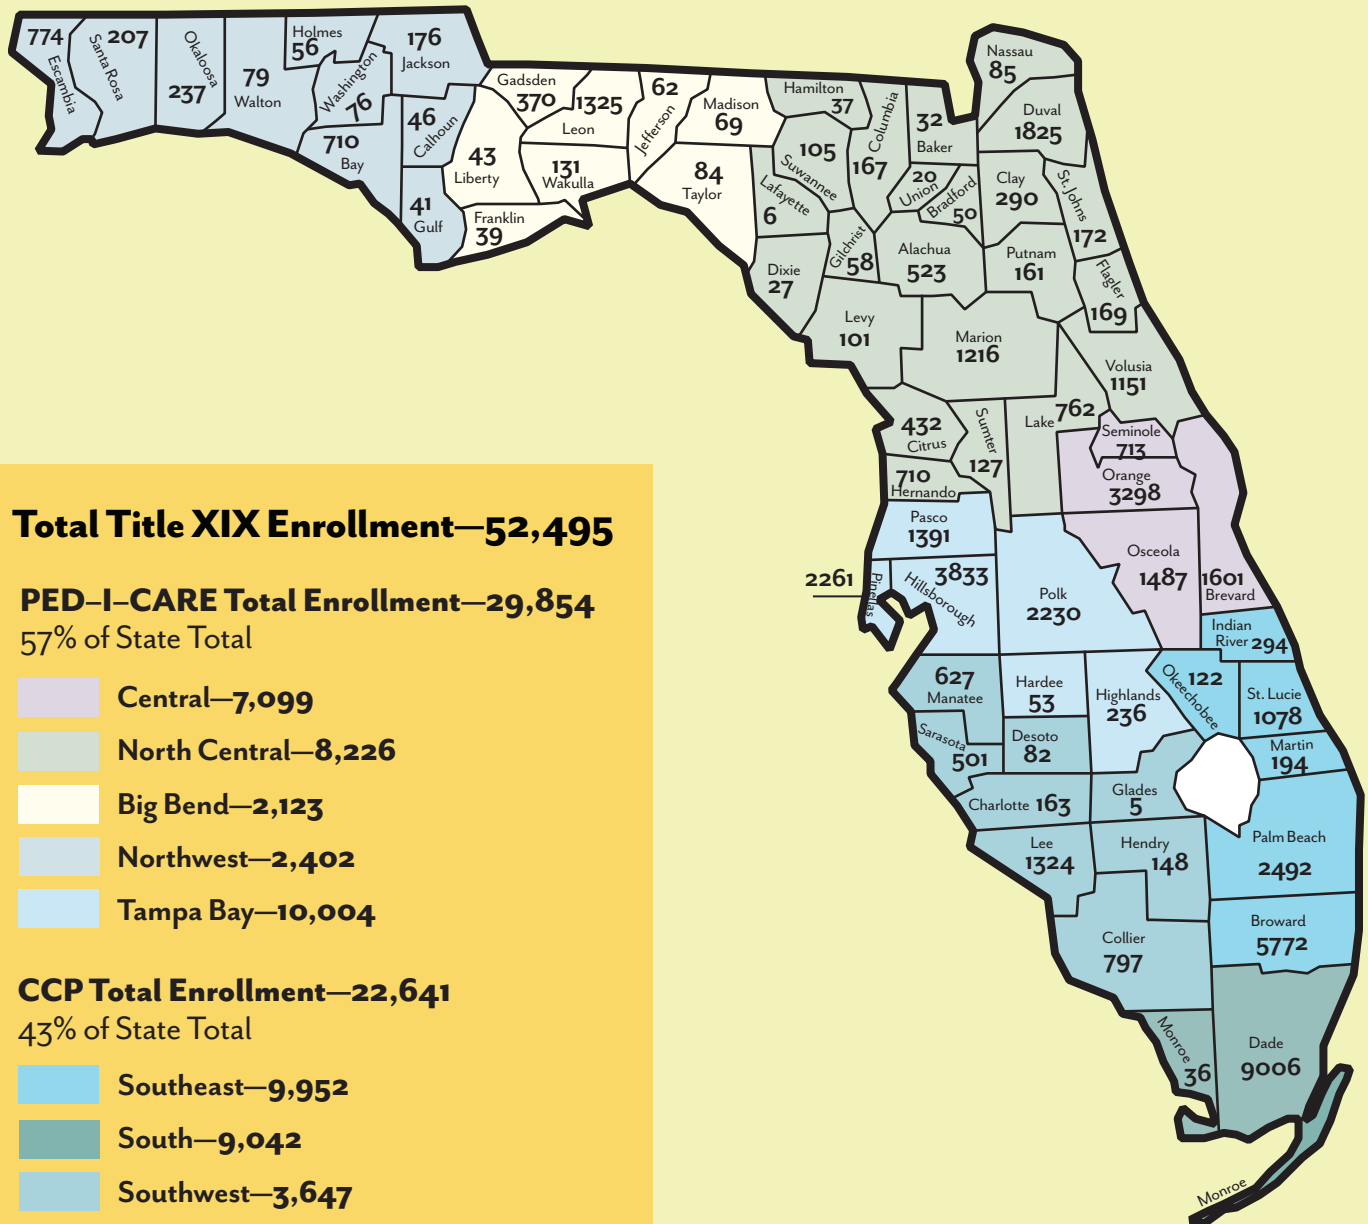 774
Escambia
Santa Rosa
207
Okaloosa
237
79
Walton
Holmes
56
Washington
76
176
Jackson
710
Bay
46
Calhoun
41
Gulf
Gadsden
370
1325
Leon
43
Liberty
131
Wakulla
Franklin
39
62
Jefferson
Madison
69
84
Taylor
Hamilton
37
105
Suwannee
Lafayette
6
Columbia
167
32
Baker
Nassau
85
Duval
1825
20
Union
Bradford
50
Clay
290
St. Johns
172
Dixie
27
Gilchrist
58
Alachua
523
Putnam
161
Flagler
169
Levy
101
Marion
1216
Volusia
1151
432
Citrus
Sumter
127
Lake 762
Seminole
713
Orange
3298
710
Hernando
Pasco
1391
2261
Pinellas
3833
Hillsborough
Polk
2230
Osceola
1487
1601
Brevard
Indian
River 294
627
Manatee
Hardee
53
Highlands
236
Okeechobee
122
St. Lucie
1078
Sarasota
501
Desoto
82
Martin
194
Charlotte 163
Glades
5
Lee
1324
Hendry
148
Palm Beach
2492
Collier
797
Broward
5772
Monroe
36
Dade
9006
Monroe
Total Title XIX Enrollment—52,495
PED–I–CARE Total Enrollment—29,854
57% of State Total
Central—7,099
North Central—8,226
Big Bend—2,123
Northwest—2,402
Tampa Bay—10,004
CCP Total Enrollment—22,641
43% of State Total
Southeast—9,952
South—9,042
Southwest—3,647